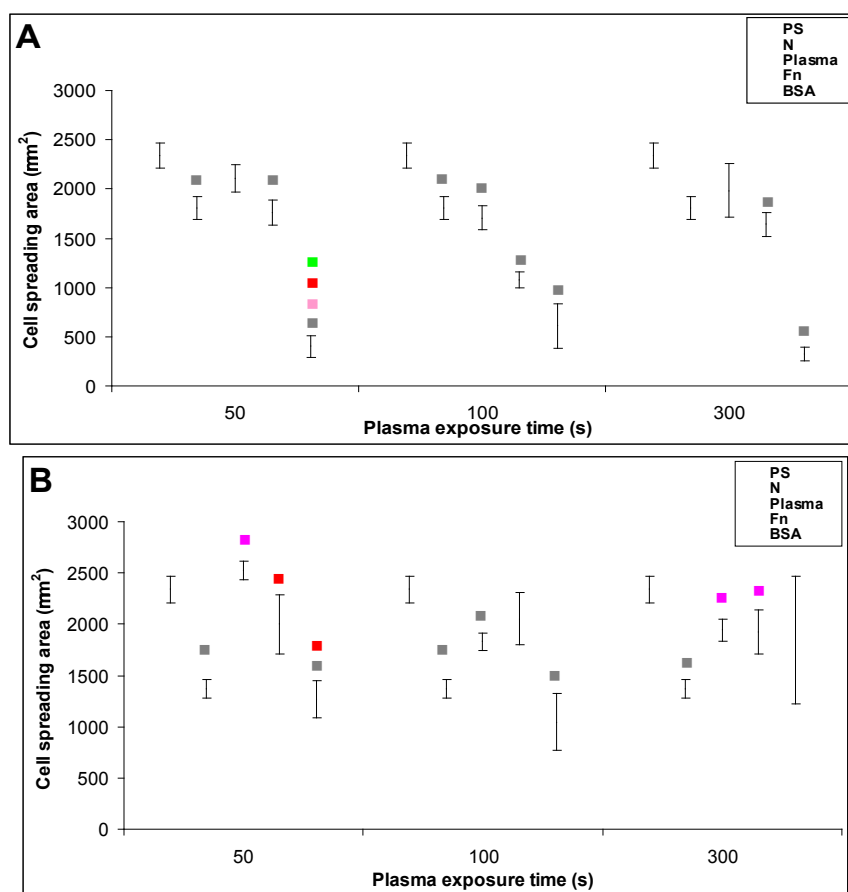 A
PS
N
Plasma
Fn
BSA
3000
2500
2000
1500
1000
500
0
Cell spreading area (mm²)
50
100
300
Plasma exposure time (s)
B
PS
N
Plasma
Fn
BSA
3000
2500
2000
1500
1000
500
0
Cell spreading area (mm²)
50
100
300
Plasma exposure time (s)